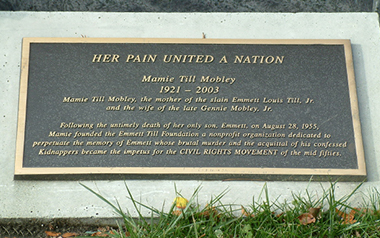 HER PAIN UNITED A NATION
Mamie Till Mobley
1921 – 2003
Mamie Till Mobley, the mother of the slain Emmett Louis Till, Jr.
and the wife of the late Gennie Mobley, Jr.
Following the untimely death of her only son, Emmett, on August 28, 1955,
Mamie founded the Emmett Till Foundation a nonprofit organization dedicated to
perpetuate the memory of Emmett whose brutal murder and the acquittal of his confessed
Kidnappers became the impetus for the CIVIL RIGHTS MOVEMENT of the mid fifties.